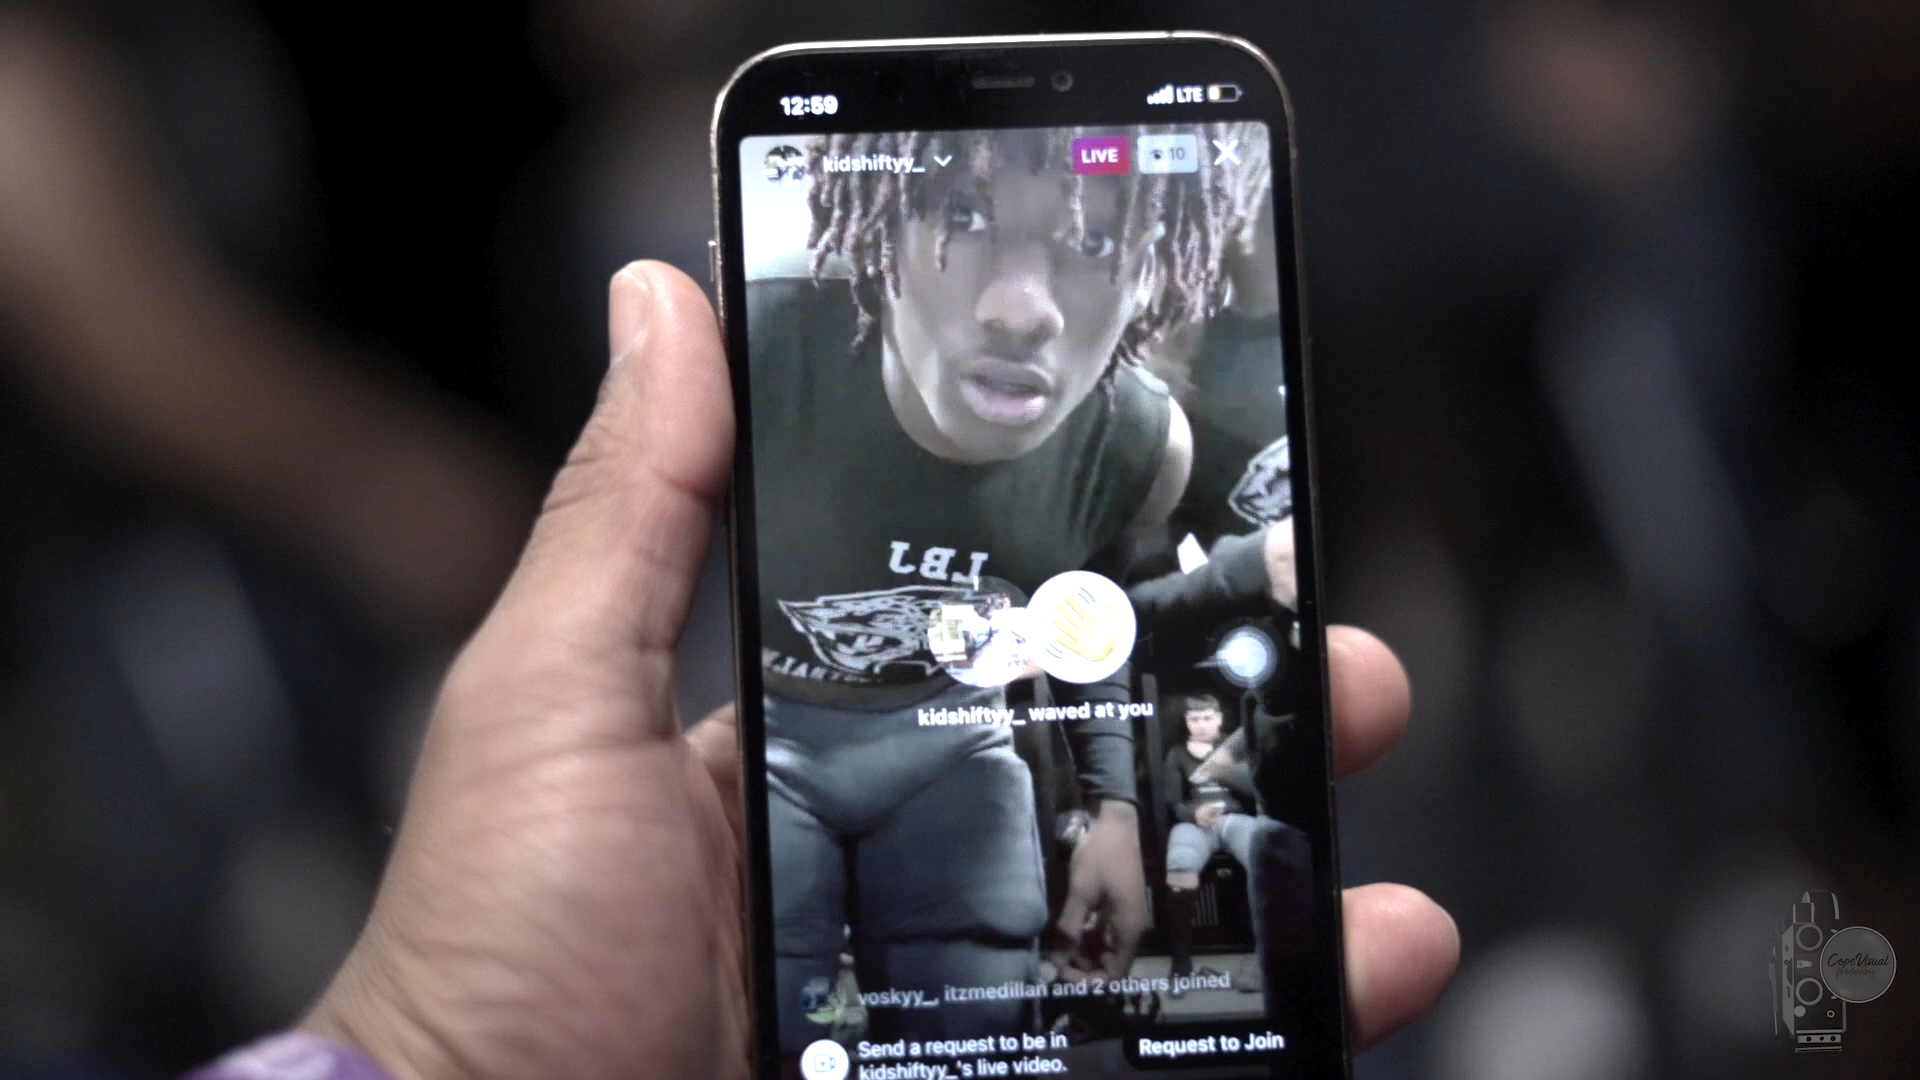 12:59
LTE
kidshiftyy_
LIVE
10
LBJ
kidshiftyy_ waved at you
voskyy_, itzmedillan and 2 others joined
Send a request to be in
kidshiftyy_'s live video.
Request to Join
CopeVisual